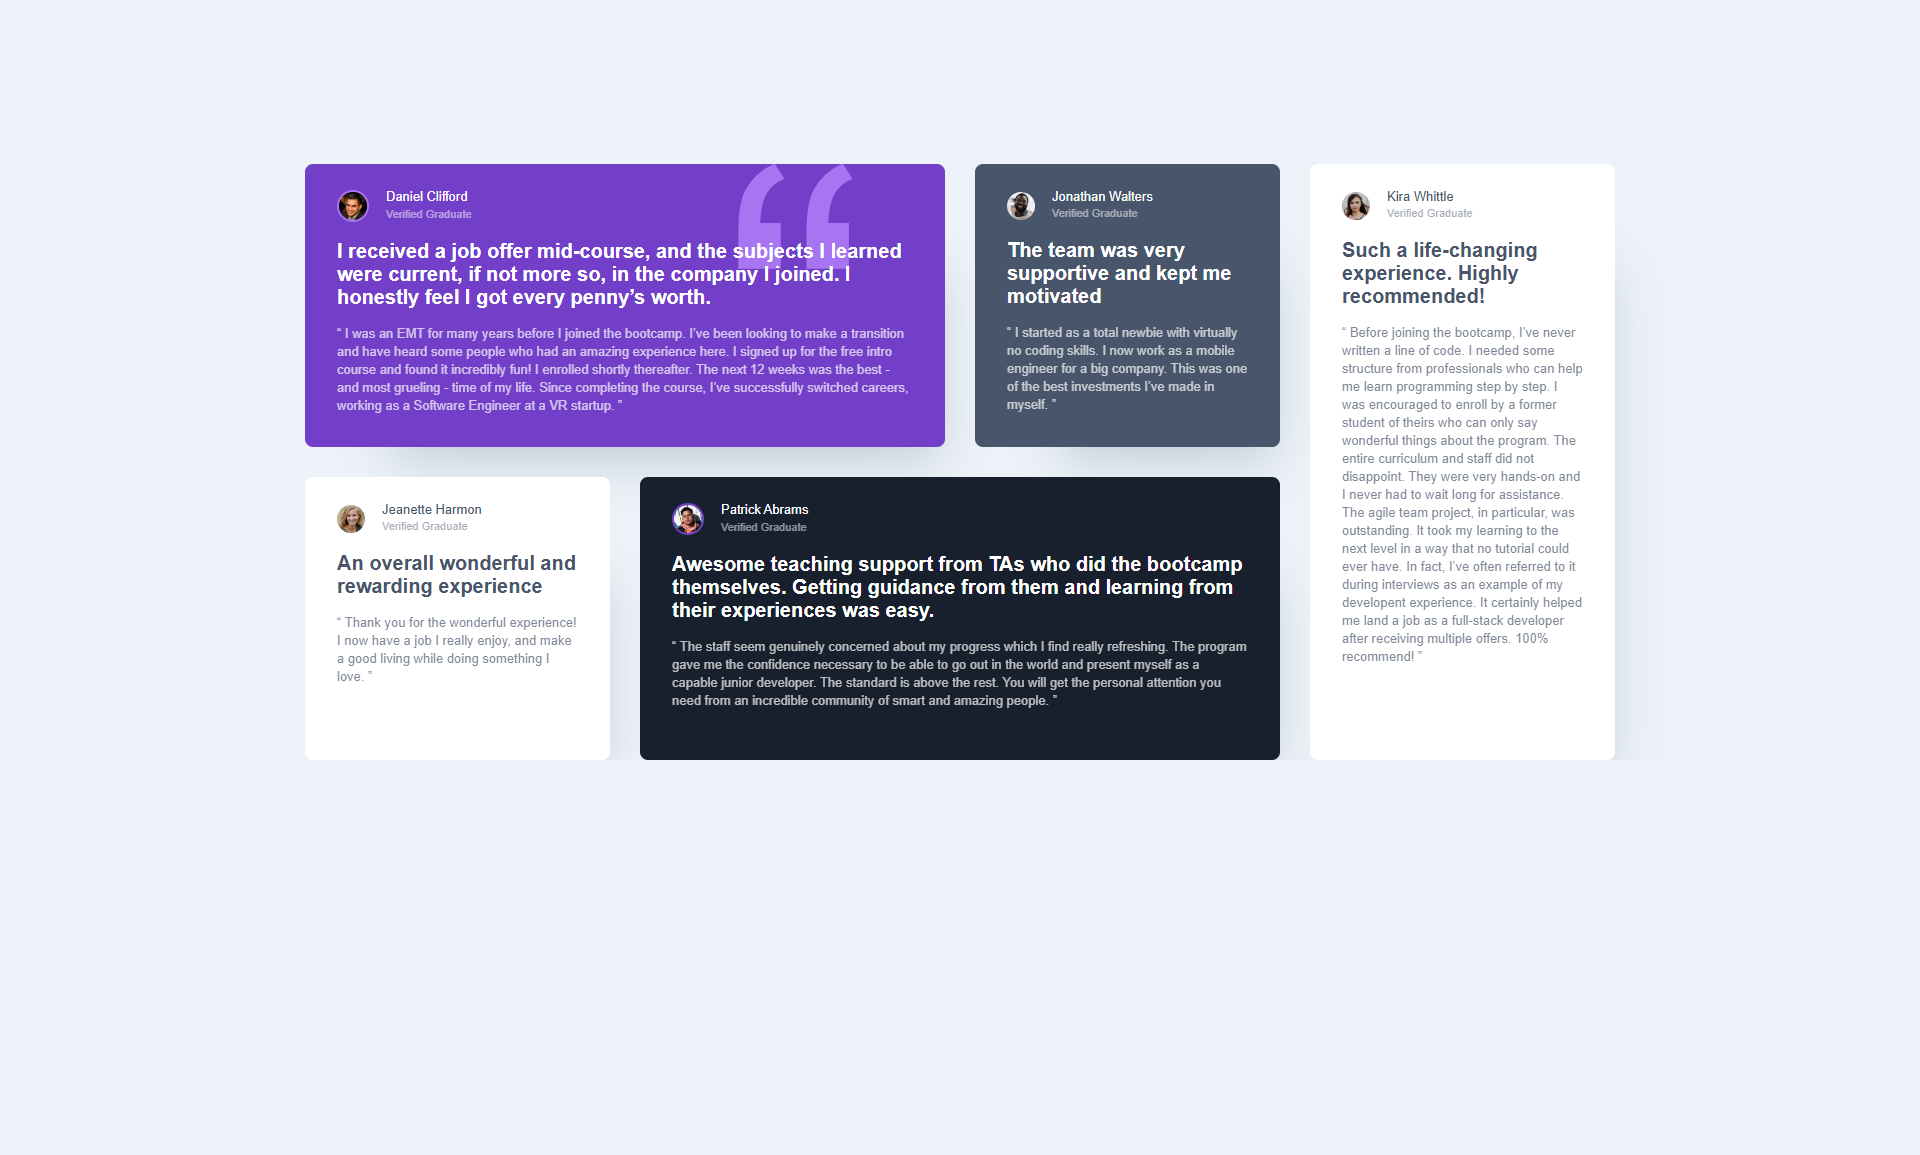 Daniel Clifford
Verified Graduate
I received a job offer mid-course, and the subjects I learned
were current, if not more so, in the company I joined. I
honestly feel I got every penny’s worth.
“ I was an EMT for many years before I joined the bootcamp. I’ve been looking to make a transition
and have heard some people who had an amazing experience here. I signed up for the free intro
course and found it incredibly fun! I enrolled shortly thereafter. The next 12 weeks was the best -
and most grueling - time of my life. Since completing the course, I’ve successfully switched careers,
working as a Software Engineer at a VR startup. ”
Jonathan Walters
Verified Graduate
The team was very
supportive and kept me
motivated
“ I started as a total newbie with virtually
no coding skills. I now work as a mobile
engineer for a big company. This was one
of the best investments I’ve made in
myself. ”
Kira Whittle
Verified Graduate
Such a life-changing
experience. Highly
recommended!
“ Before joining the bootcamp, I’ve never
written a line of code. I needed some
structure from professionals who can help
me learn programming step by step. I
was encouraged to enroll by a former
student of theirs who can only say
wonderful things about the program. The
entire curriculum and staff did not
disappoint. They were very hands-on and
I never had to wait long for assistance.
The agile team project, in particular, was
outstanding. It took my learning to the
next level in a way that no tutorial could
ever have. In fact, I’ve often referred to it
during interviews as an example of my
developent experience. It certainly helped
me land a job as a full-stack developer
after receiving multiple offers. 100%
recommend! ”
Jeanette Harmon
Verified Graduate
An overall wonderful and
rewarding experience
“ Thank you for the wonderful experience!
I now have a job I really enjoy, and make
a good living while doing something I
love. ”
Patrick Abrams
Verified Graduate
Awesome teaching support from TAs who did the bootcamp
themselves. Getting guidance from them and learning from
their experiences was easy.
“ The staff seem genuinely concerned about my progress which I find really refreshing. The program
gave me the confidence necessary to be able to go out in the world and present myself as a
capable junior developer. The standard is above the rest. You will get the personal attention you
need from an incredible community of smart and amazing people. ”